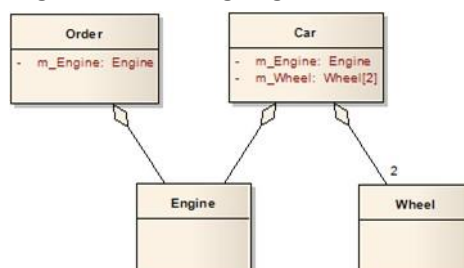 Order
- m_Engine: Engine
Car
- m_Engine: Engine
- m_Wheel: Wheel[2]
2
Engine
Wheel